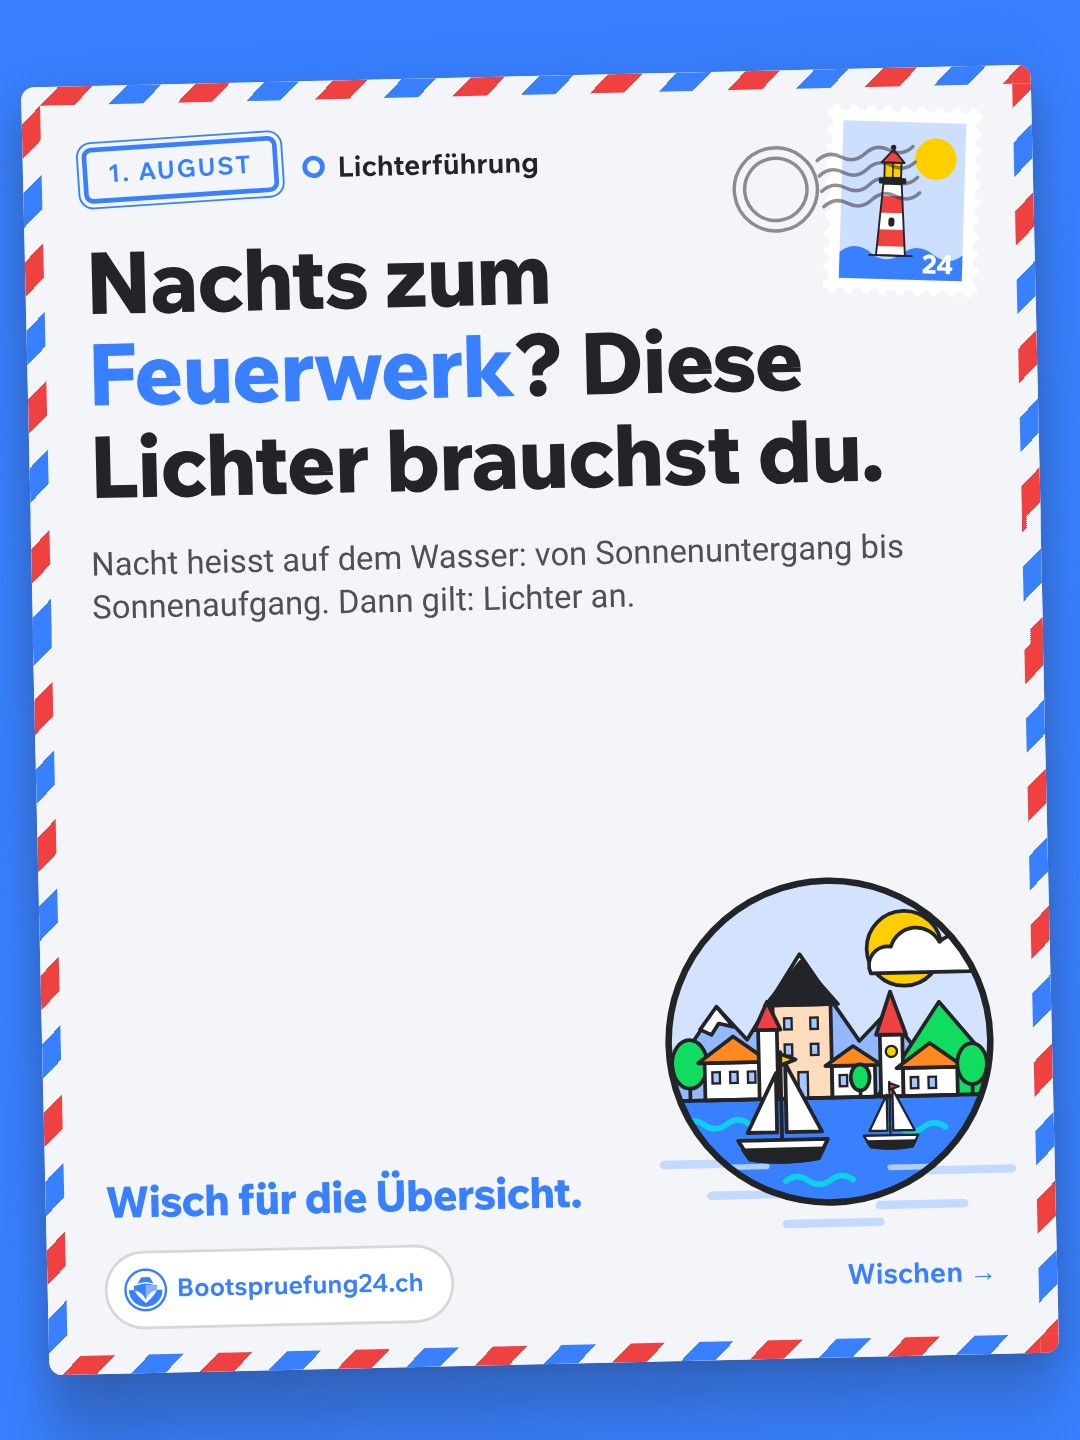 1. AUGUST
Lichterführung
24
Nachts zum
Feuerwerk? Diese
Lichter brauchst du.
Nacht heisst auf dem Wasser: von Sonnenuntergang bis
Sonnenaufgang. Dann gilt: Lichter an.
Wisch für die Übersicht.
Bootspruefung24.ch
Wischen →